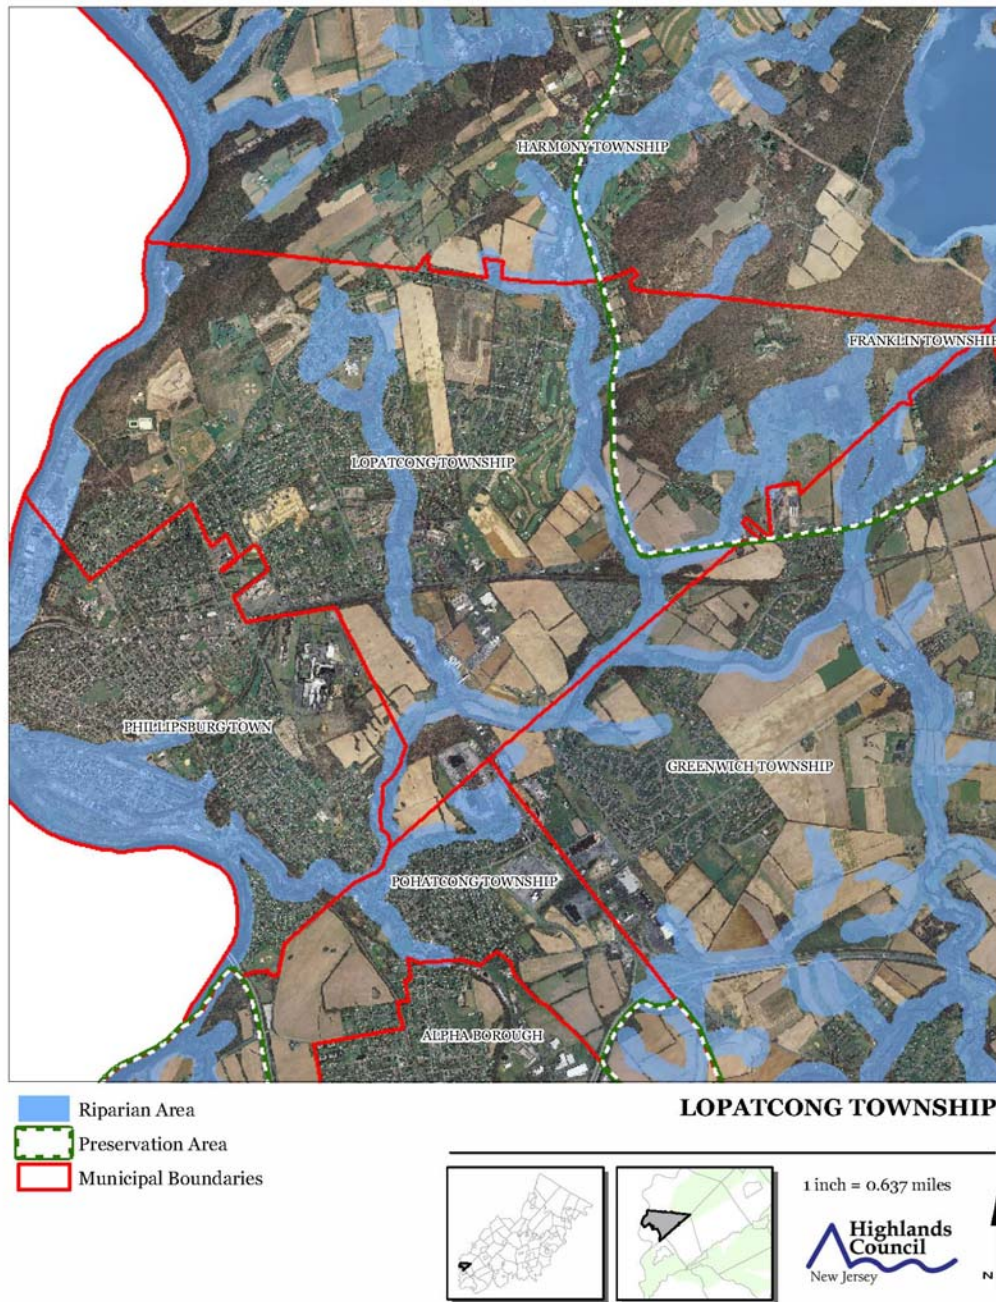 HARMONY TOWNSHIP
FRANKLIN TOWNSHIP
LOPATCONG TOWNSHIP
PHILLIPSBURG TOWN
GREENWICH TOWNSHIP
POHATCONG TOWNSHIP
ALPHA BOROUGH
Riparian Area
Preservation Area
Municipal Boundaries
LOPATCONG TOWNSHIP
1 inch = 0.637 miles
Highlands
Council
New Jersey
N